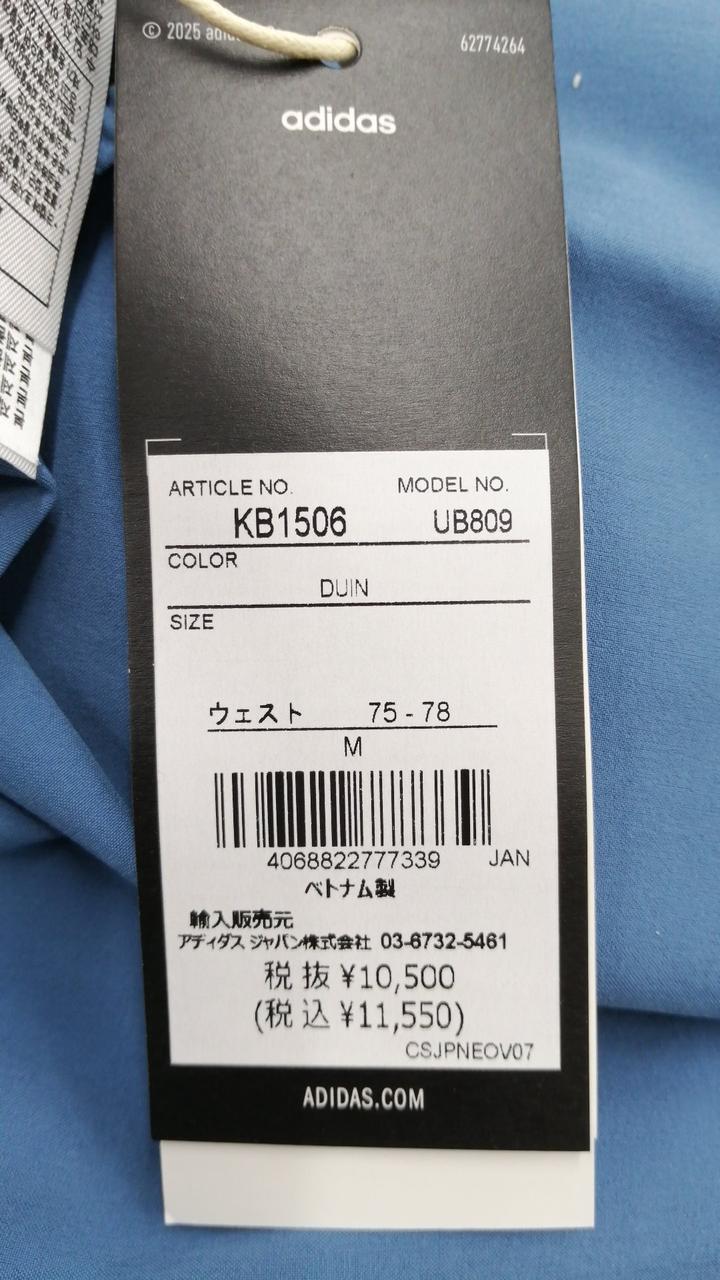 © 2025 adid
62774264
adidas
ARTICLE NO. MODEL NO.
KB1506 UB809
COLOR
DUIN
SIZE
ウェスト 75 - 78
M
4068822777339 JAN
ベトナム製
輸入販売元
アディダス ジャパン株式会社 03-6732-5461
税抜 ¥10,500
(税込 ¥11,550)
CSJPNEOV07
ADIDAS.COM